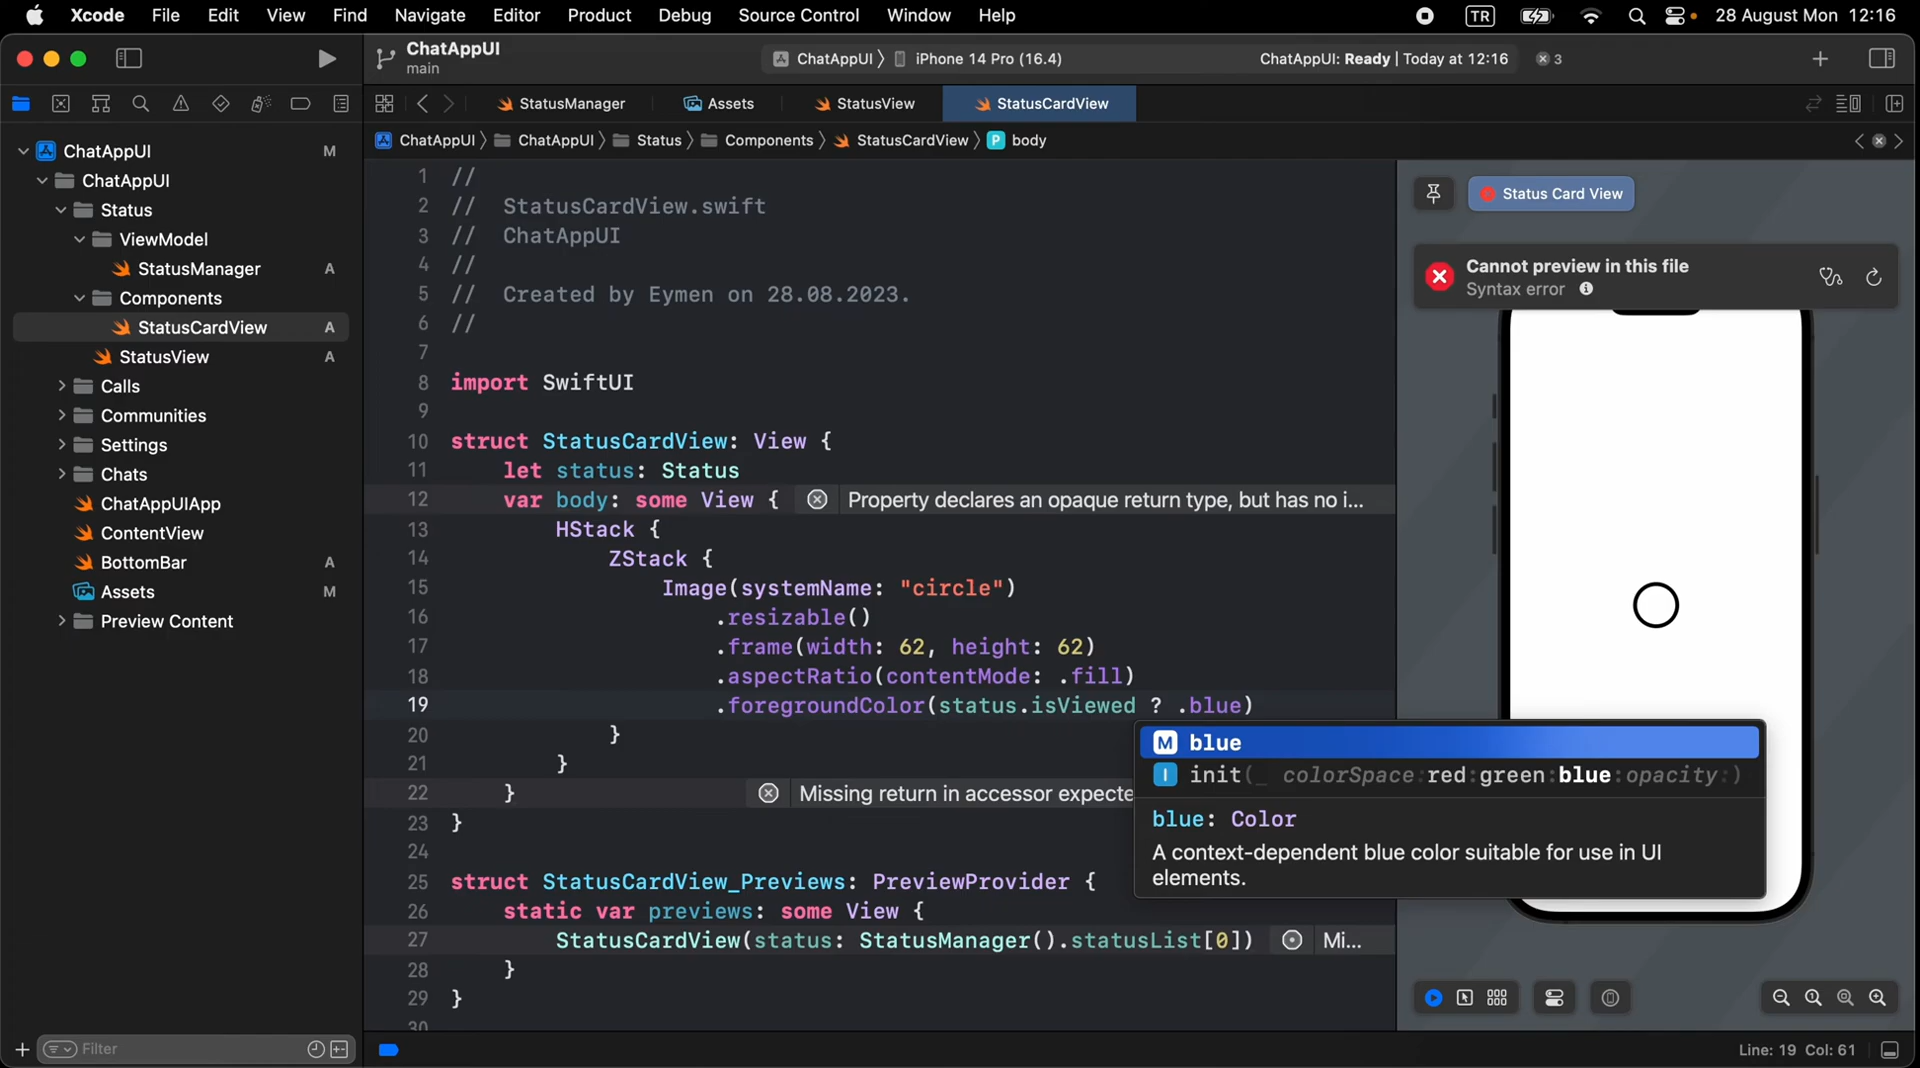 Xcode File Edit View Find Navigate Editor Product Debug Source Control Window Help TR 28 August Mon 12:16
ChatAppUI
main
ChatAppUI iPhone 14 Pro (16.4) ChatAppUI: Ready | Today at 12:16 3
StatusManager Assets StatusView StatusCardView
ChatAppUI ChatAppUI Status Components StatusCardView P body
ChatAppUI M
ChatAppUI
Status
ViewModel
StatusManager A
Components
StatusCardView A
StatusView A
Calls
Communities
Settings
Chats
ChatAppUIApp
ContentView
BottomBar A
Assets M
Preview Content
Filter
1 //
2 // StatusCardView.swift
3 // ChatAppUI
4 //
5 // Created by Eymen on 28.08.2023.
6 //
7
8 import SwiftUI
9
10 struct StatusCardView: View {
11 let status: Status
12 var body: some View { Property declares an opaque return type, but has no i...
13 HStack {
14 ZStack {
15 Image(systemName: "circle")
16 .resizable()
17 .frame(width: 62, height: 62)
18 .aspectRatio(contentMode: .fill)
19 .foregroundColor(status.isViewed ? .blue)
20 }
21 }
22 } Missing return in accessor expecte
23 }
24
25 struct StatusCardView_Previews: PreviewProvider {
26 static var previews: some View {
27 StatusCardView(status: StatusManager().statusList[0]) Mi...
28 }
29 }
30
M blue
I init(_ colorSpace:red:green:blue:opacity:)
blue: Color
A context-dependent blue color suitable for use in UI
elements.
Status Card View
Cannot preview in this file
Syntax error
Line: 19 Col: 61